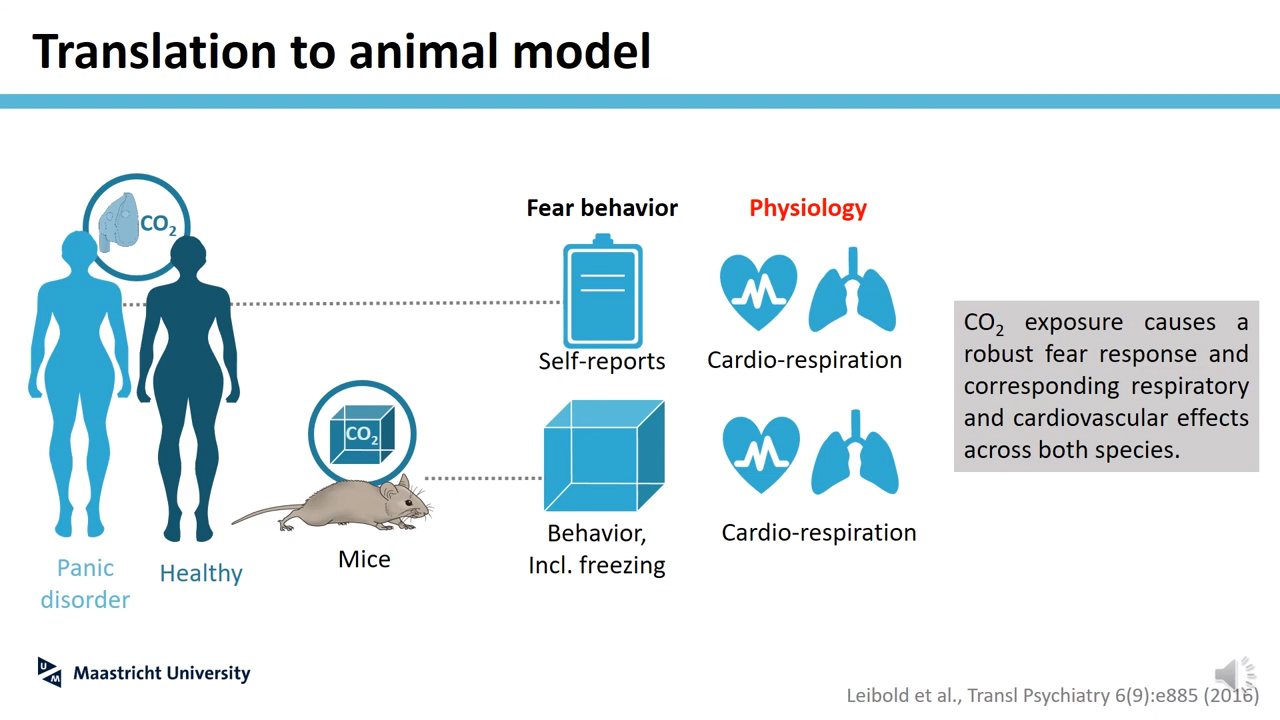 Translation to animal model
CO₂
Fear behavior
Physiology
Self-reports
Cardio-respiration
CO₂ exposure causes a
robust fear response and
corresponding respiratory
and cardiovascular effects
across both species.
CO₂
Behavior,
Incl. freezing
Cardio-respiration
Mice
Panic
disorder
Healthy
UM
Maastricht University
Leibold et al., Transl Psychiatry 6(9):e885 (2016)